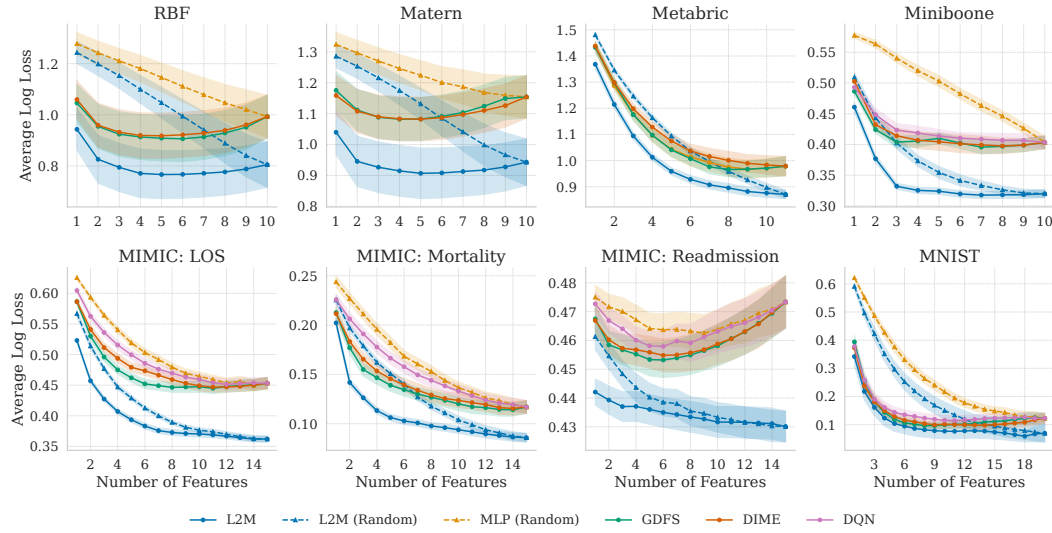 RBF Matern Metabric Miniboone
Average Log Loss
1.2
1.0
0.8
1 2 3 4 5 6 7 8 9 10
1.3
1.2
1.1
1.0
0.9
0.8
1 2 3 4 5 6 7 8 9 10
1.5
1.4
1.3
1.2
1.1
1.0
0.9
2 4 6 8 10
0.55
0.50
0.45
0.40
0.35
0.30
2 4 6 8 10
MIMIC: LOS MIMIC: Mortality MIMIC: Readmission MNIST
Average Log Loss
0.60
0.55
0.50
0.45
0.40
0.35
2 4 6 8 10 12 14
Number of Features
0.25
0.20
0.15
0.10
2 4 6 8 10 12 14
Number of Features
0.48
0.47
0.46
0.45
0.44
0.43
2 4 6 8 10 12 14
Number of Features
0.6
0.5
0.4
0.3
0.2
0.1
3 6 9 12 15 18
Number of Features
L2M L2M (Random) MLP (Random) GDFS DIME DQN